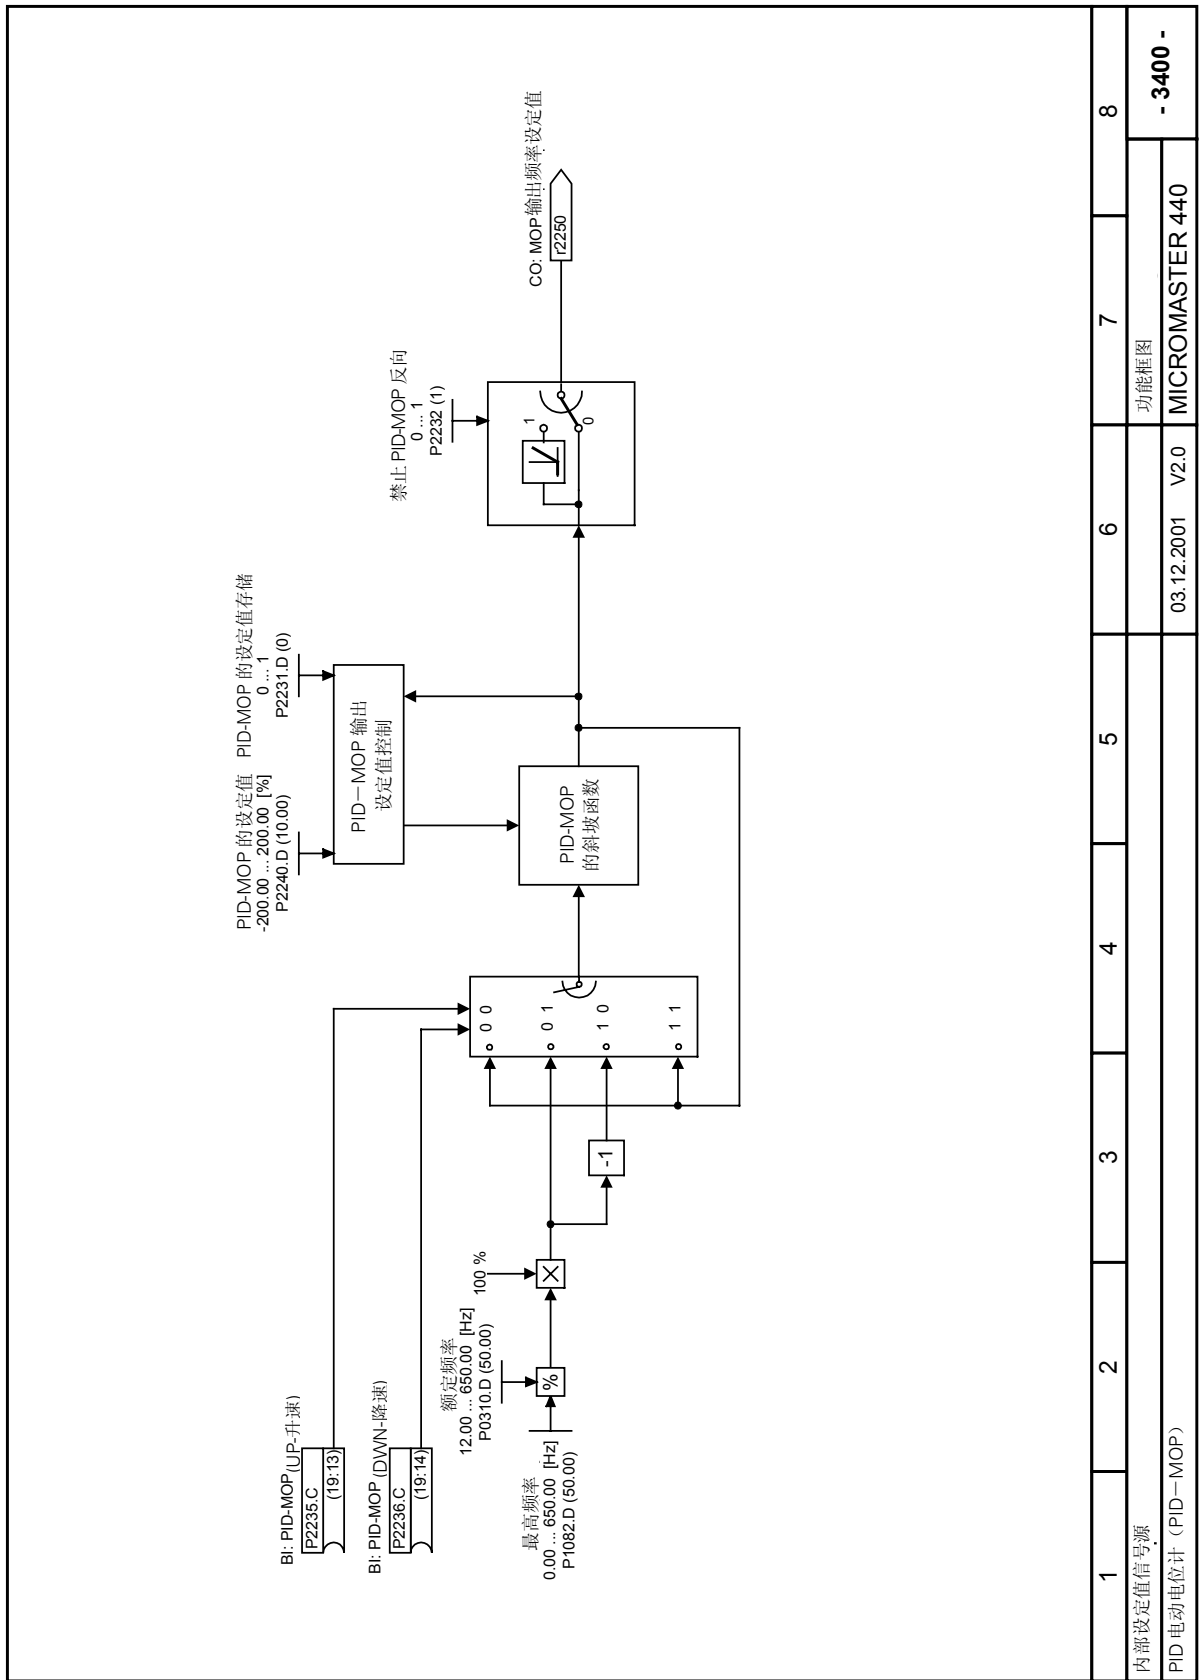 BI: PID-MOP(UP-升速)
P2235.C
(19:13)
BI: PID-MOP (DWN-降速)
P2236.C
(19:14)
最高频率
0.00 ... 650.00 [Hz]
P1082.D (50.00)
额定频率
12.00 ... 650.00 [Hz]
P0310.D (50.00)
%
100 %
-1
0 0
0 1
1 0
1 1
PID-MOP 的设定值
-200.00 ... 200.00 [%]
P2240.D (10.00)
PID-MOP 的设定值存储
0 ... 1
P2231.D (0)
PID－MOP 输出
设定值控制
PID-MOP
的斜坡函数
禁止 PID-MOP 反向
0 ... 1
P2232 (1)
1
0
CO: MOP输出频率设定值
r2250
1 2 3 4 5 6 7 8
内部设定值信号源
功能框图
- 3400 -
PID 电动电位计（PID－MOP）
03.12.2001 V2.0
MICROMASTER 440